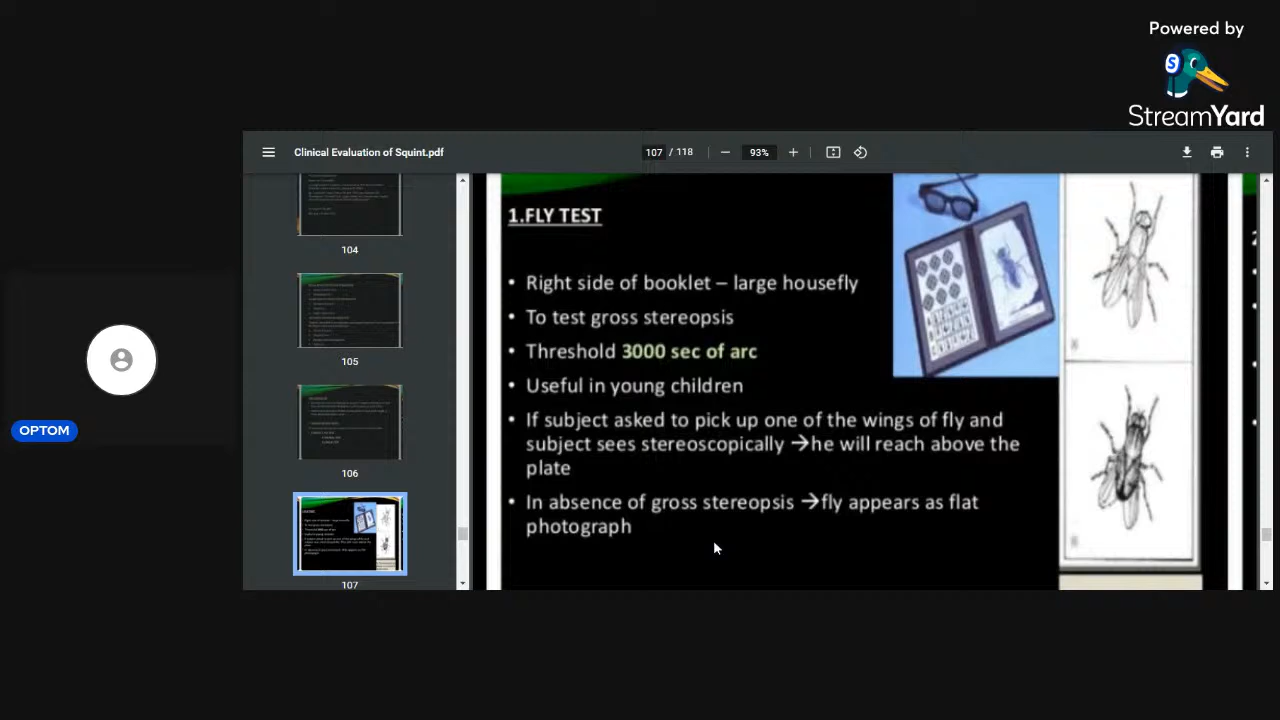 Powered by
S
StreamYard
Clinical Evaluation of Squint.pdf
107 / 118
93%
104
105
106
107
OPTOM
1.FLY TEST
• Right side of booklet – large housefly
• To test gross stereopsis
• Threshold 3000 sec of arc
• Useful in young children
• If subject asked to pick up one of the wings of fly and
subject sees stereoscopically →he will reach above the
plate
• In absence of gross stereopsis →fly appears as flat
photograph